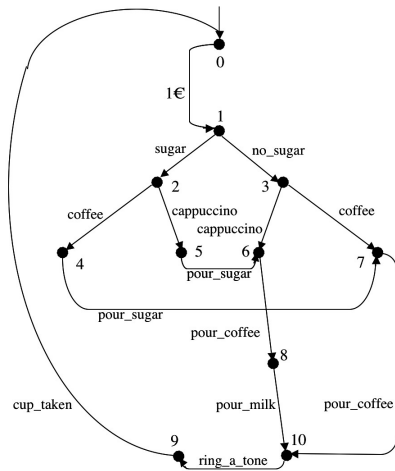 0
1€
1
sugar
no_sugar
2
3
coffee
cappuccino
cappuccino
coffee
4
5
6
7
pour_sugar
pour_sugar
pour_coffee
8
cup_taken
pour_milk
pour_coffee
9
10
ring_a_tone